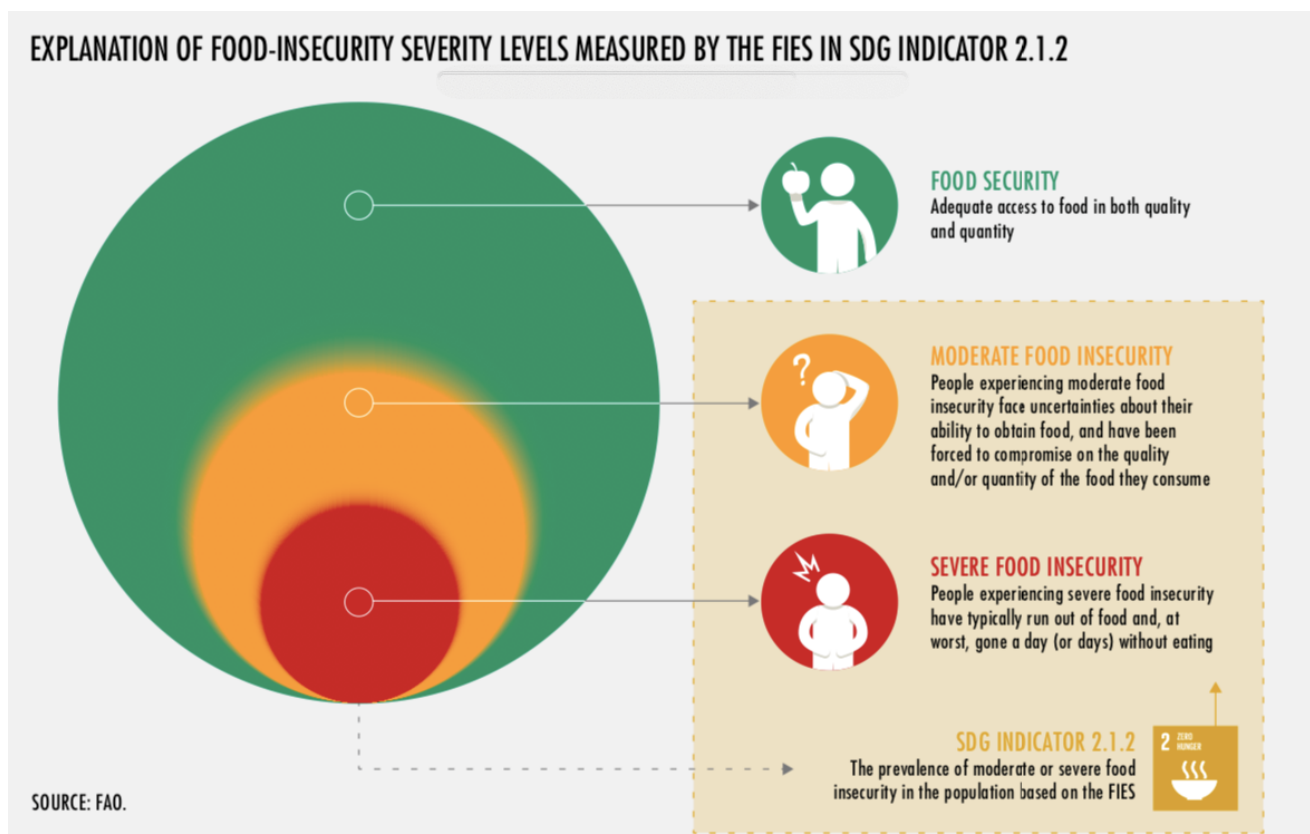 EXPLANATION OF FOOD-INSECURITY SEVERITY LEVELS MEASURED BY THE FIES IN SDG INDICATOR 2.1.2
FOOD SECURITY
Adequate access to food in both quality
and quantity
?
MODERATE FOOD INSECURITY
People experiencing moderate food
insecurity face uncertainties about their
ability to obtain food, and have been
forced to compromise on the quality
and/or quantity of the food they consume
SEVERE FOOD INSECURITY
People experiencing severe food insecurity
have typically run out of food and, at
worst, gone a day (or days) without eating
SDG INDICATOR 2.1.2
The prevalence of moderate or severe food
insecurity in the population based on the FIES
2 ZERO
HUNGER
SOURCE: FAO.